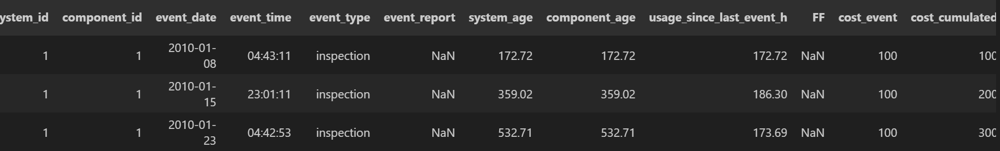 ystem_id component_id event_date event_time event_type event_report system_age component_age usage_since_last_event_h FF cost_event cost_cumulated
1 1 2010-01-08 04:43:11 inspection NaN 172.72 172.72 172.72 NaN 100 100
1 1 2010-01-15 23:01:11 inspection NaN 359.02 359.02 186.30 NaN 100 200
1 1 2010-01-23 04:42:53 inspection NaN 532.71 532.71 173.69 NaN 100 300